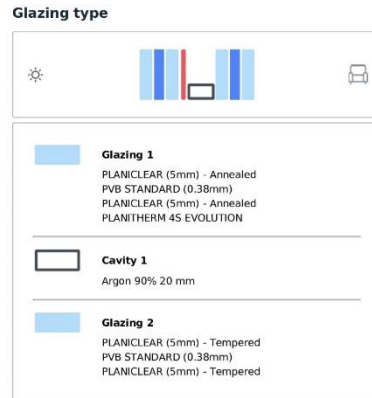 Glazing type
Glazing 1
PLANICLEAR (5mm) - Annealed
PVB STANDARD (0.38mm)
PLANICLEAR (5mm) - Annealed
PLANITHERM 4S EVOLUTION
Cavity 1
Argon 90% 20 mm
Glazing 2
PLANICLEAR (5mm) - Tempered
PVB STANDARD (0.38mm)
PLANICLEAR (5mm) - Tempered